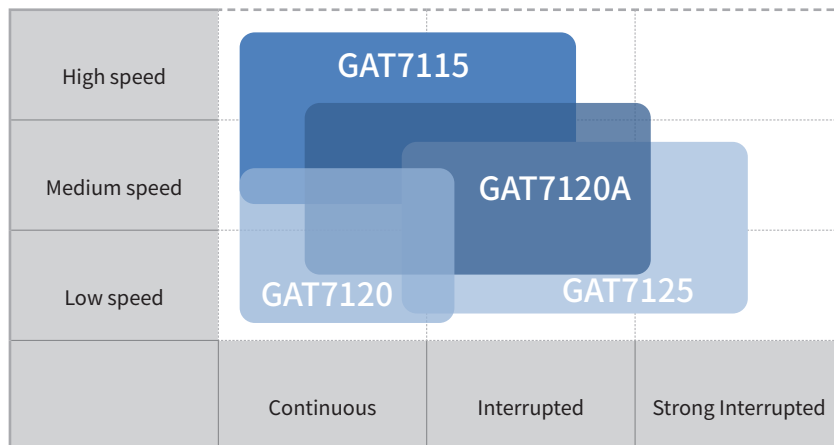 GAT7115
High speed
Medium speed
GAT7120A
Low speed
GAT7120
GAT7125
Continuous
Interrupted
Strong Interrupted